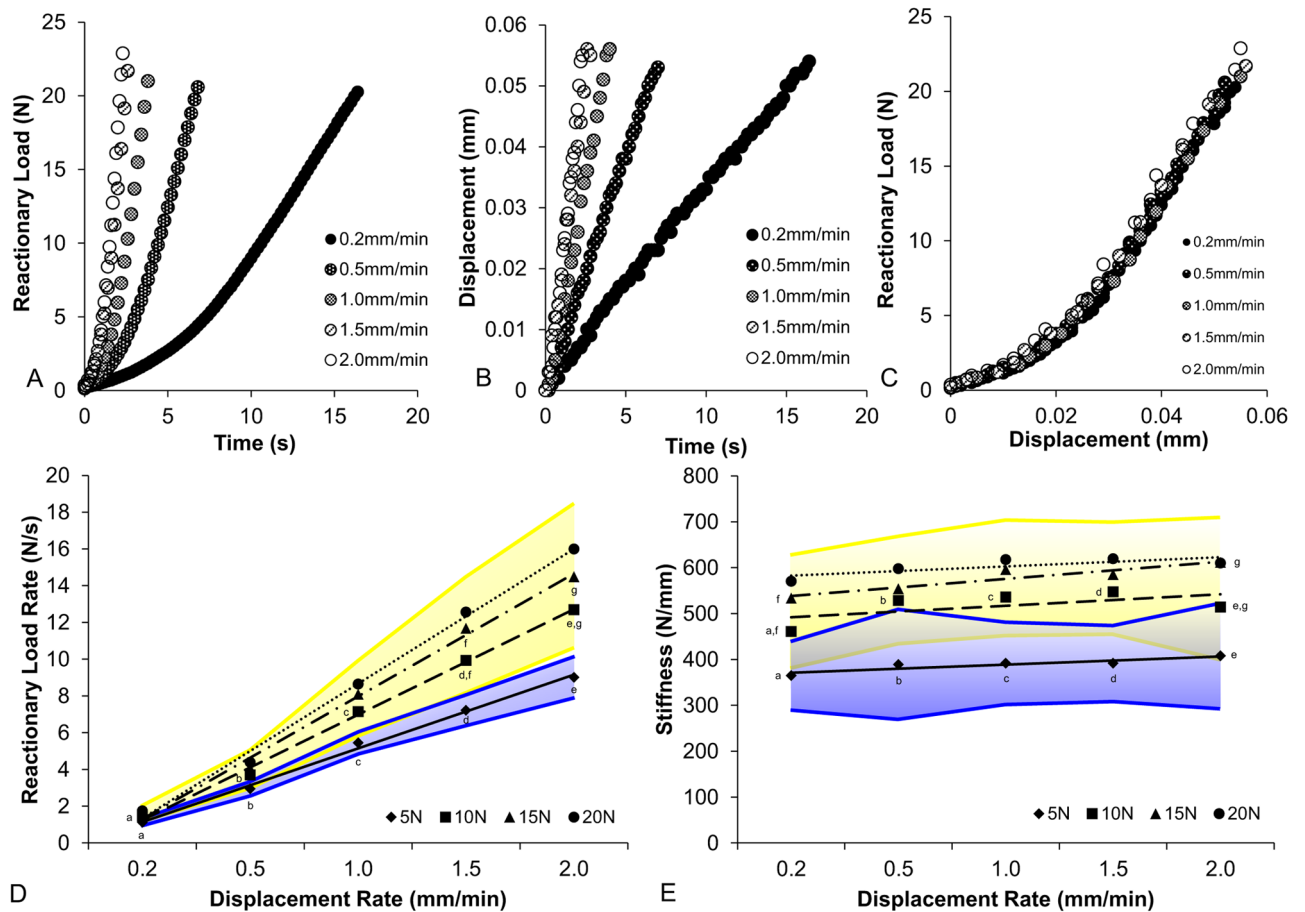 25
20
15
10
5
0
Reactionary Load (N)
0 5 10 15 20
Time (s)
0.2mm/min
0.5mm/min
1.0mm/min
1.5mm/min
2.0mm/min
A
0.06
0.05
0.04
0.03
0.02
0.01
0.00
Displacement (mm)
0 5 10 15 20
Time (s)
0.2mm/min
0.5mm/min
1.0mm/min
1.5mm/min
2.0mm/min
B
25
20
15
10
5
0
Reactionary Load (N)
0.00 0.02 0.04 0.06
Displacement (mm)
0.2mm/min
0.5mm/min
1.0mm/min
1.5mm/min
2.0mm/min
C
20
18
16
14
12
10
8
6
4
2
0
Reactionary Load Rate (N/s)
a
a
b
b
c
c
f
d,f
d
g
e,g
e
5N 10N 15N 20N
0.2 0.5 1.0 1.5 2.0
Displacement Rate (mm/min)
D
800
700
600
500
400
300
200
100
0
Stiffness (N/mm)
f
a,f
a
b
b
c
c
d
d
g
e,g
e
5N 10N 15N 20N
0.2 0.5 1.0 1.5 2.0
Displacement Rate (mm/min)
E